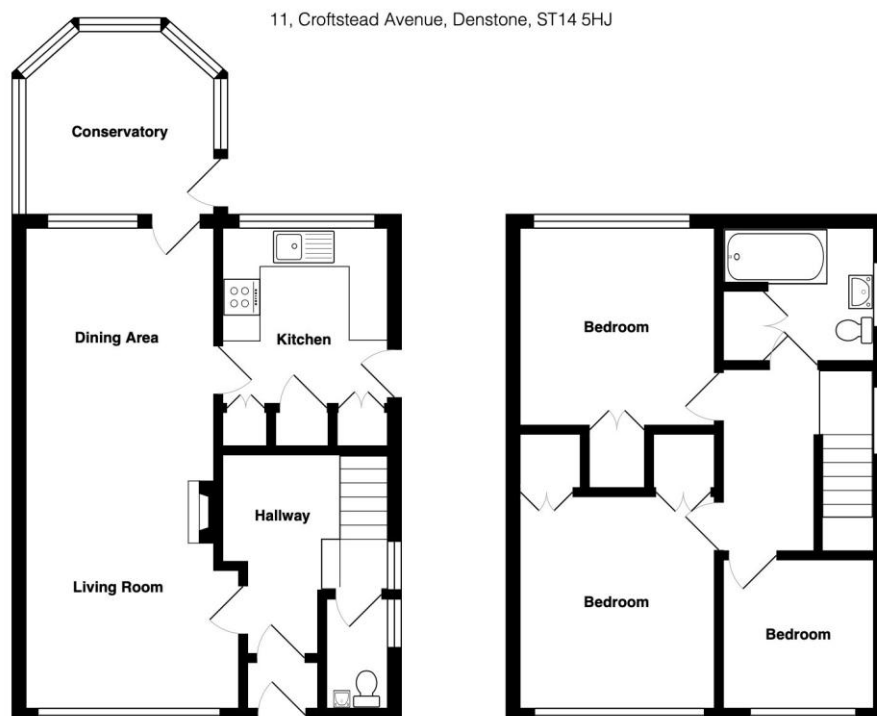 11, Croftstead Avenue, Denstone, ST14 5HJ
Conservatory
Dining Area
Kitchen
Hallway
Living Room
Bedroom
Bedroom
Bedroom